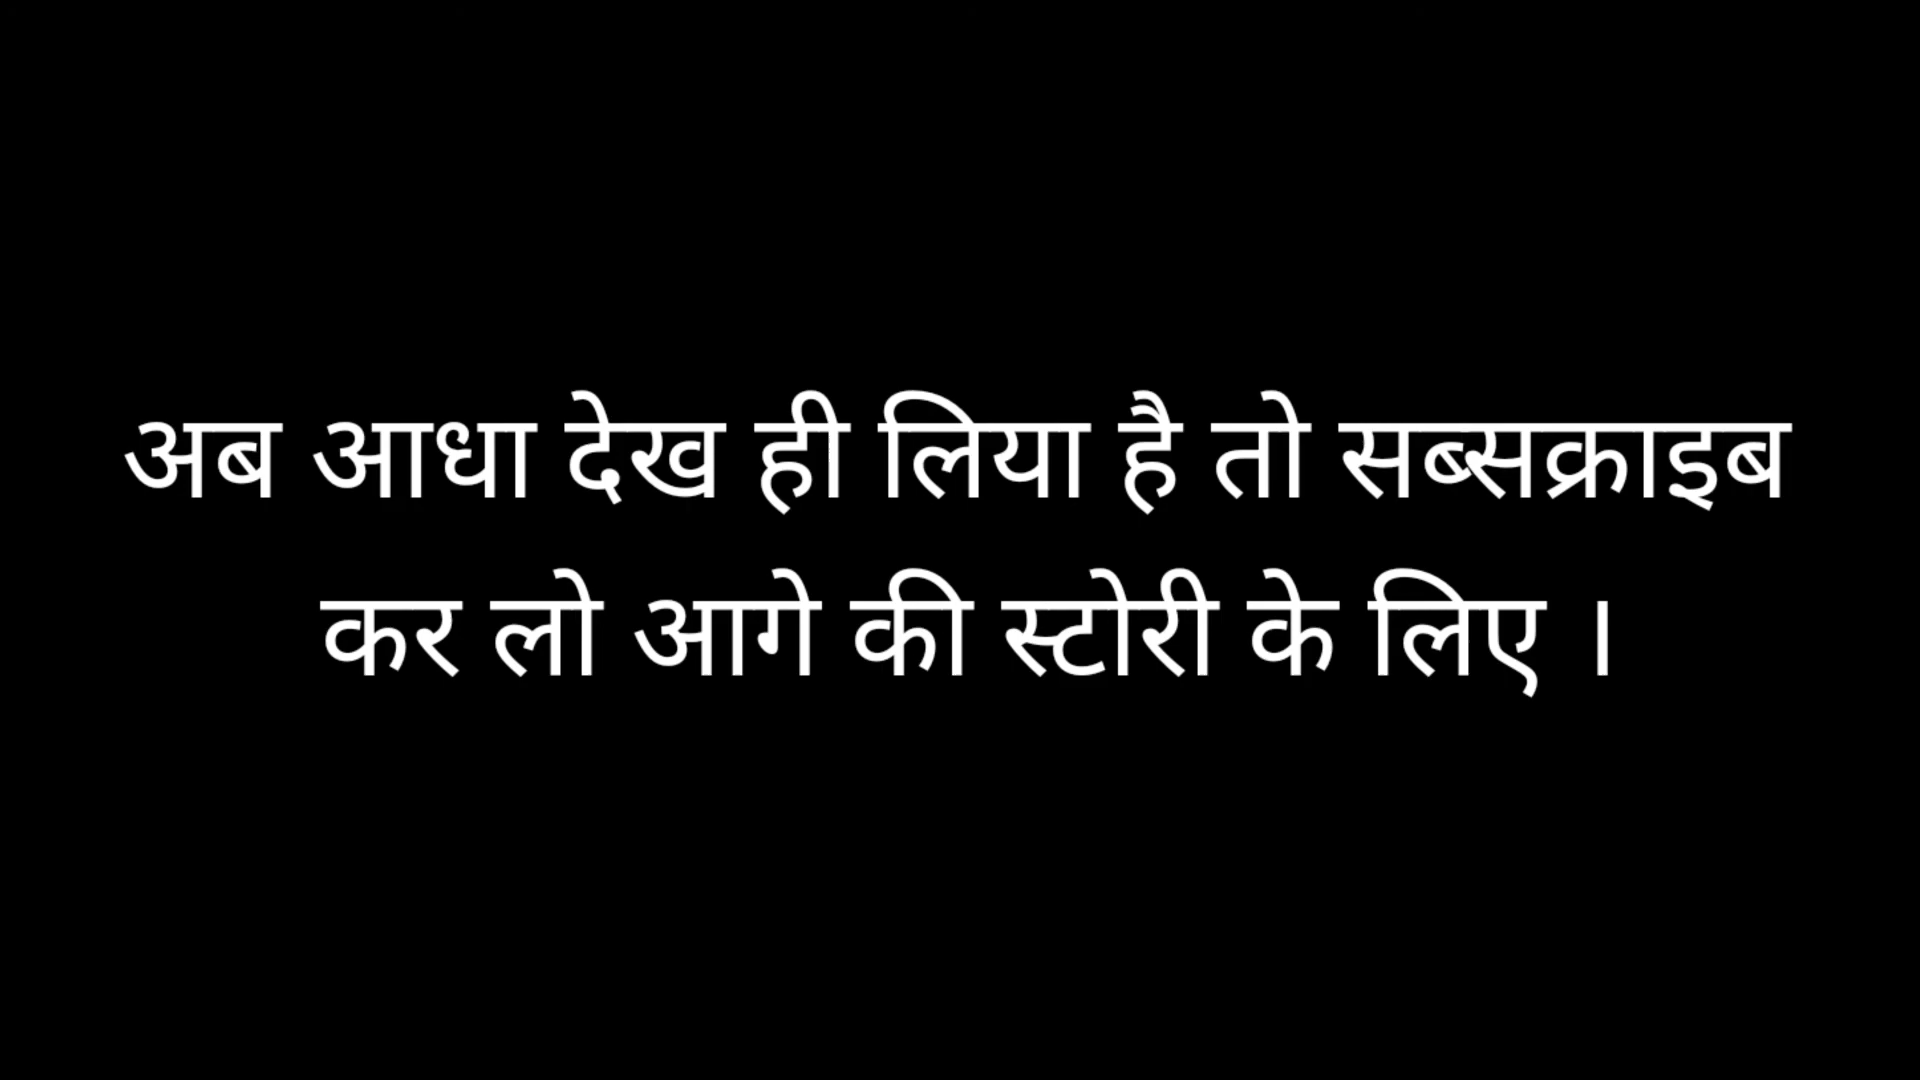 अब आधा देख ही लिया है तो सब्सक्राइब
कर लो आगे की स्टोरी के लिए ।